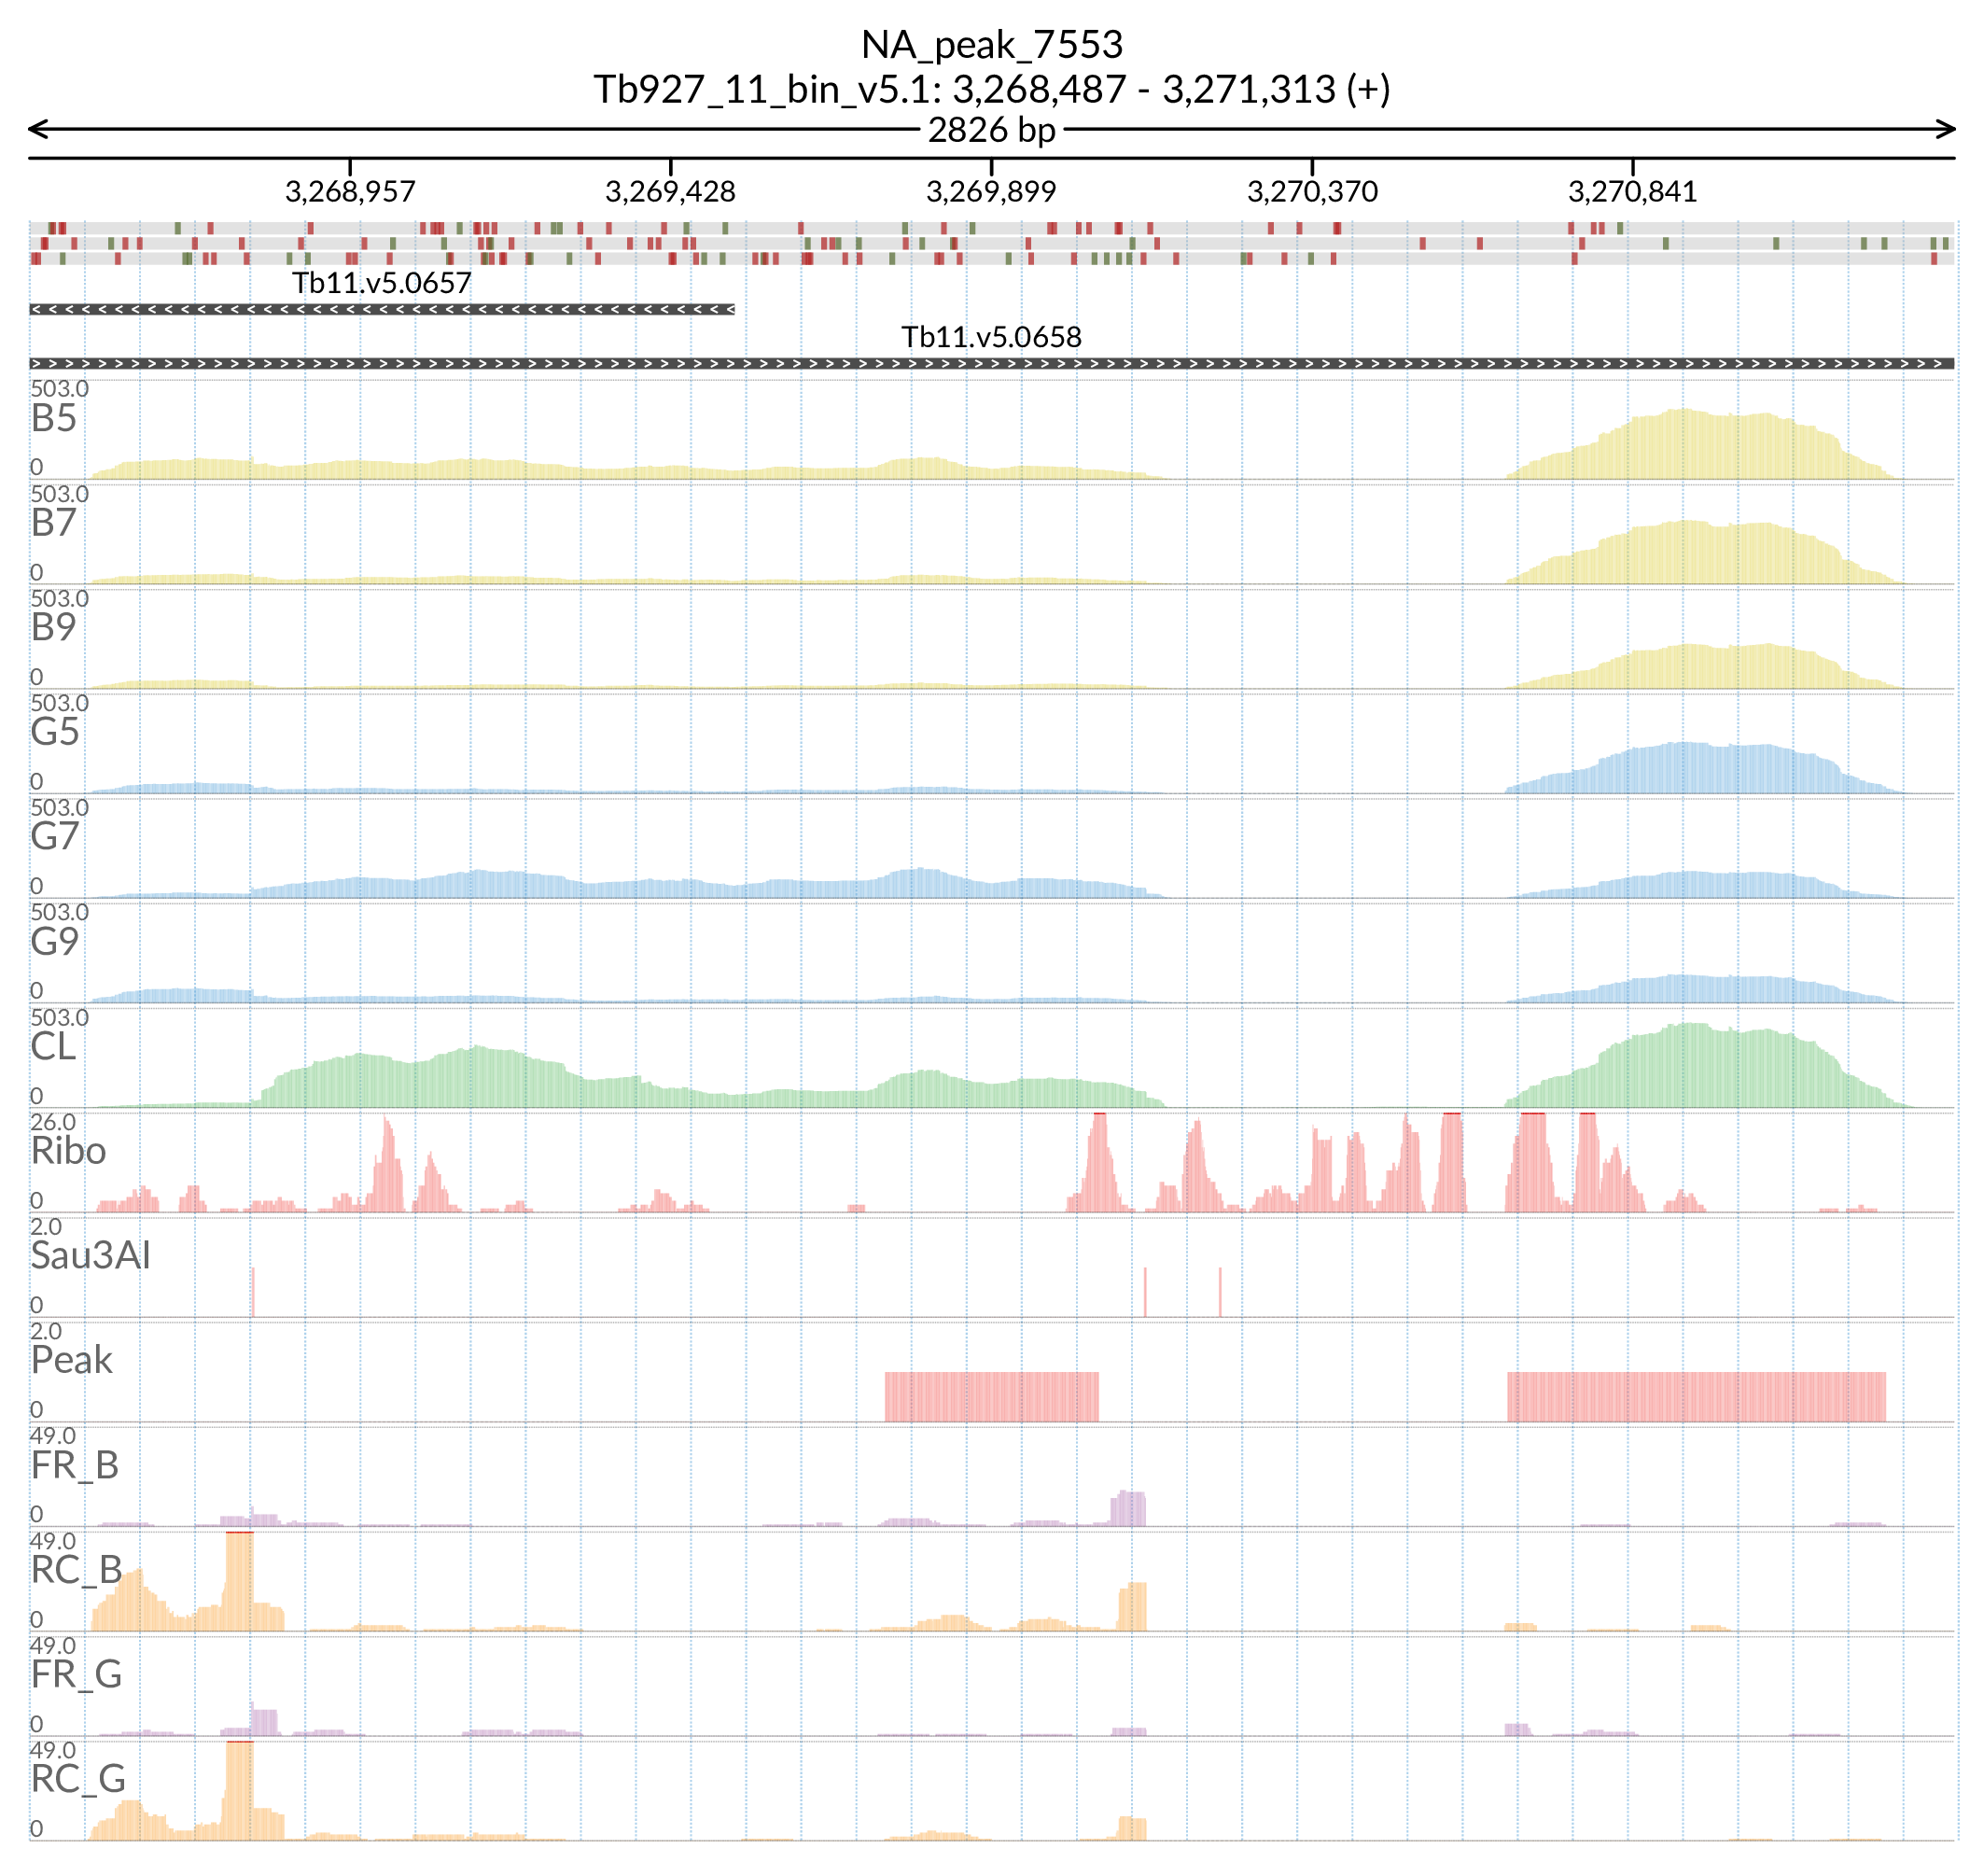 NA_peak_7553
Tb927_11_bin_v5.1: 3,268,487 - 3,271,313 (+)
2826 bp
3,268,957 3,269,428 3,269,899 3,270,370 3,270,841
Tb11.v5.0657
Tb11.v5.0658
503.0
B5
0
503.0
B7
0
503.0
B9
0
503.0
G5
0
503.0
G7
0
503.0
G9
0
503.0
CL
0
26.0
Ribo
0
2.0
Sau3AI
0
2.0
Peak
0
49.0
FR_B
0
49.0
RC_B
0
49.0
FR_G
0
49.0
RC_G
0